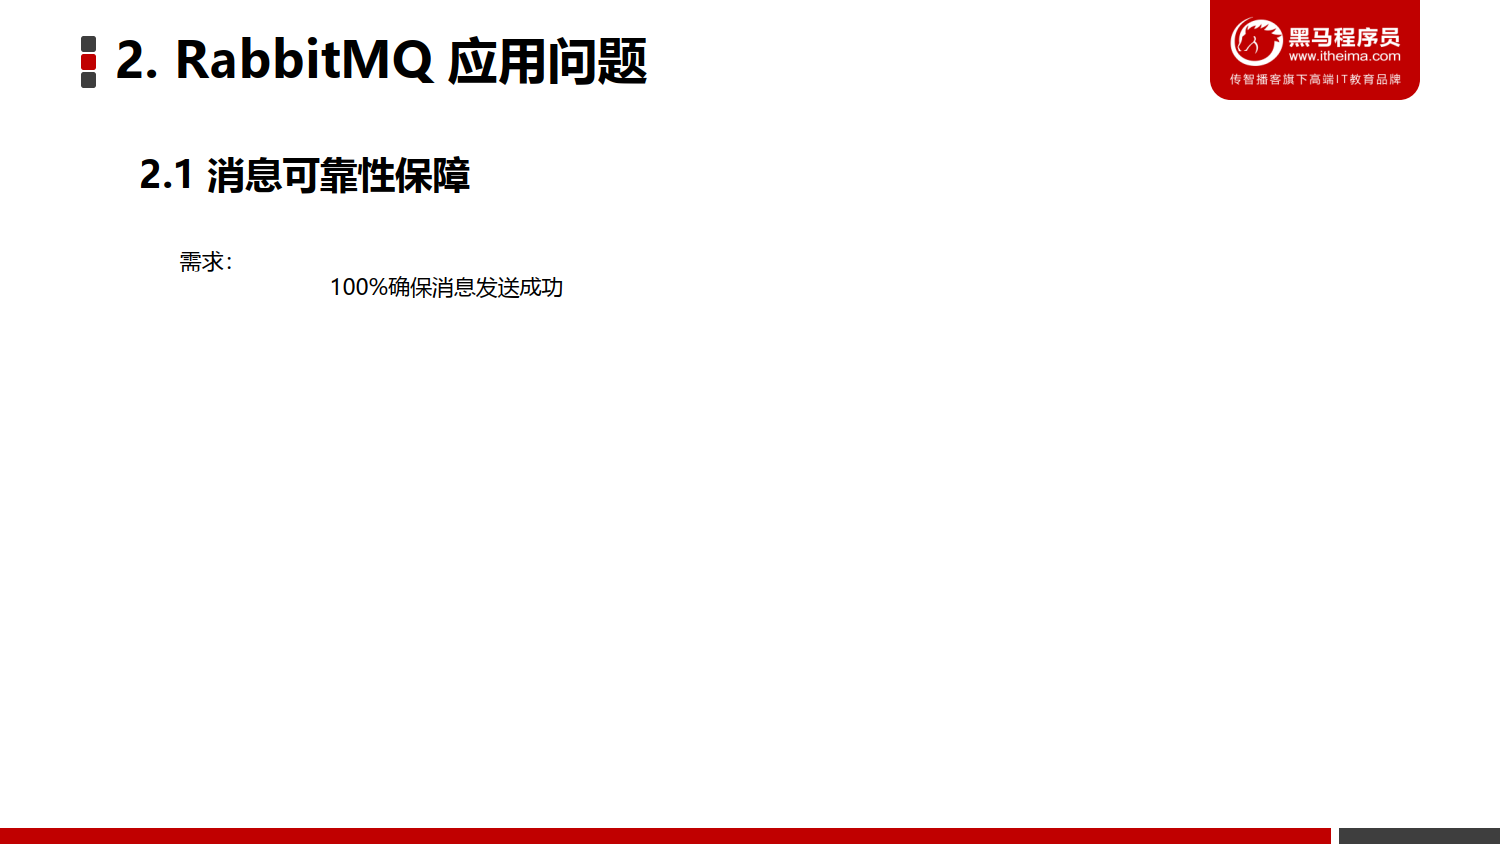 2. RabbitMQ 应用问题
黑马程序员
www.itheima.com
传智播客旗下高端IT教育品牌
2.1 消息可靠性保障
需求：
100%确保消息发送成功